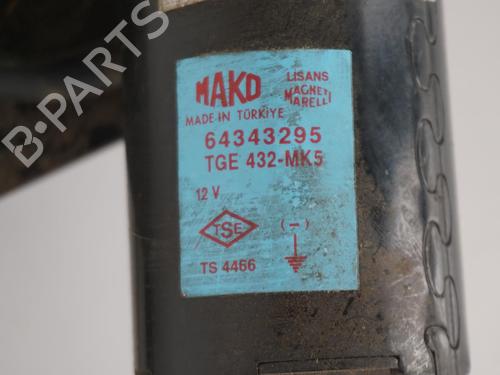 MAKO
LISANS
MAGNETI
MARELLI
MADE IN TÜRKİYE
64343295
TGE 432-MK5
12 V
TSE
(-)
TS 4466
B-PARTS